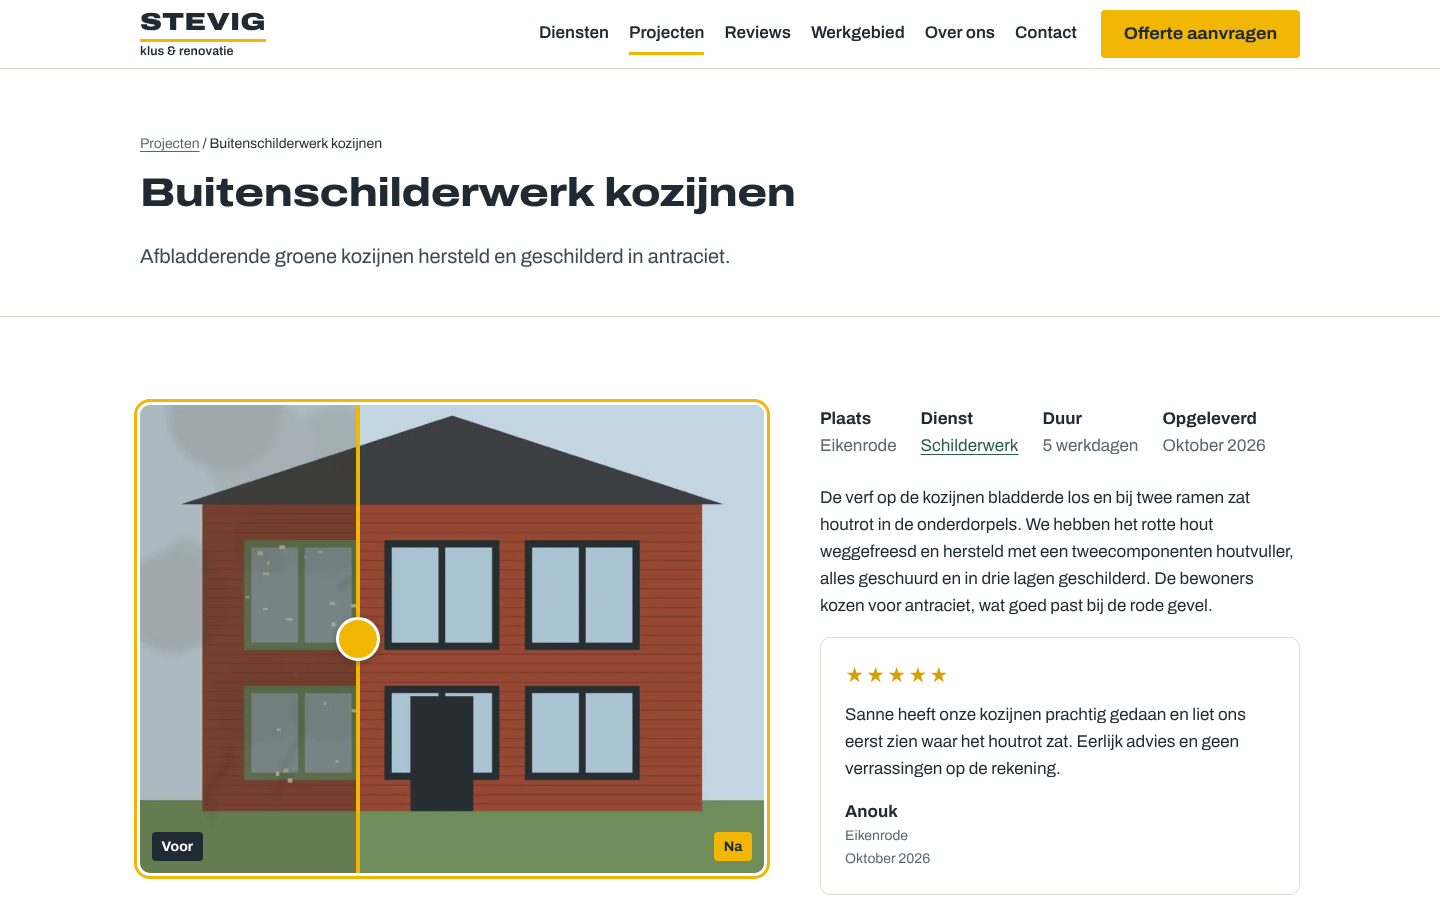 STEVIG
klus & renovatie
Diensten
Projecten
Reviews
Werkgebied
Over ons
Contact
Offerte aanvragen
Projecten / Buitenschilderwerk kozijnen
Buitenschilderwerk kozijnen
Afbladderende groene kozijnen hersteld en geschilderd in antraciet.
Voor
Na
Plaats
Eikenrode
Dienst
Schilderwerk
Duur
5 werkdagen
Opgeleverd
Oktober 2026
De verf op de kozijnen bladderde los en bij twee ramen zat
houtrot in de onderdorpels. We hebben het rotte hout
weggefreesd en hersteld met een tweecomponenten houtvuller,
alles geschuurd en in drie lagen geschilderd. De bewoners
kozen voor antraciet, wat goed past bij de rode gevel.
★★★★★
Sanne heeft onze kozijnen prachtig gedaan en liet ons
eerst zien waar het houtrot zat. Eerlijk advies en geen
verrassingen op de rekening.
Anouk
Eikenrode
Oktober 2026